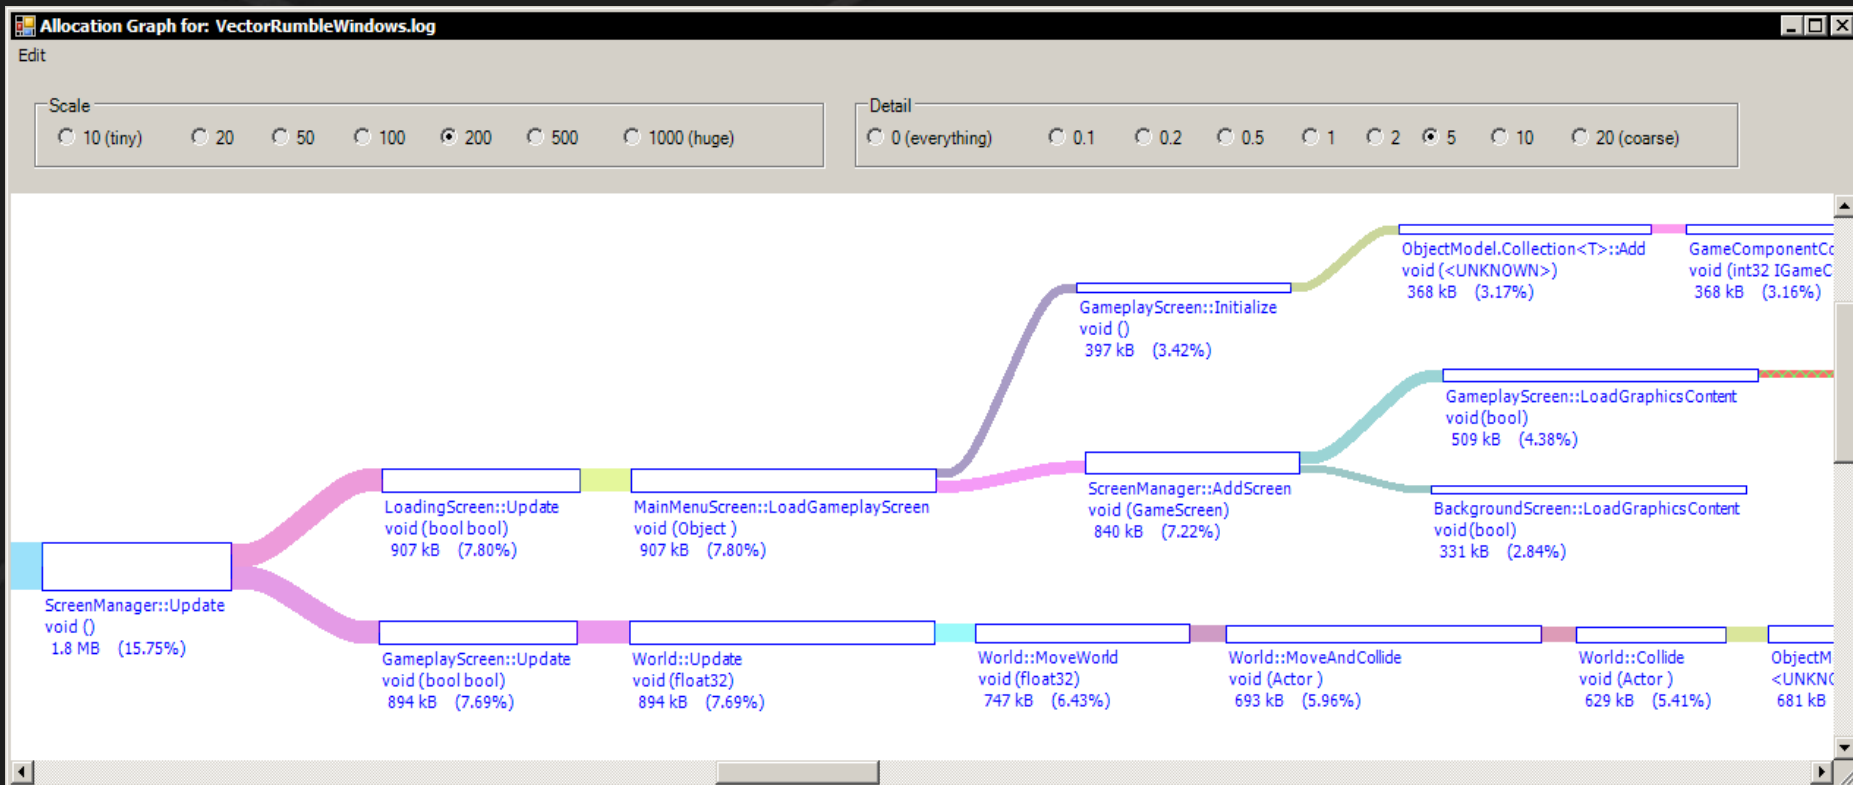 Allocation Graph for: VectorRumbleWindows.log
Edit
Scale
10 (tiny) 20 50 100 200 500 1000 (huge)
Detail
0 (everything) 0.1 0.2 0.5 1 2 5 10 20 (coarse)
ObjectModel.Collection<T>::Add
void (<UNKNOWN>)
368 kB (3.17%)
GameComponentCo
void (int32 IGameC
368 kB (3.16%)
GameplayScreen::Initialize
void ()
397 kB (3.42%)
GameplayScreen::LoadGraphicsContent
void (bool)
509 kB (4.38%)
LoadingScreen::Update
void (bool bool)
907 kB (7.80%)
MainMenuScreen::LoadGameplayScreen
void (Object )
907 kB (7.80%)
ScreenManager::AddScreen
void (GameScreen)
840 kB (7.22%)
BackgroundScreen::LoadGraphicsContent
void (bool)
331 kB (2.84%)
ScreenManager::Update
void ()
1.8 MB (15.75%)
GameplayScreen::Update
void (bool bool)
894 kB (7.69%)
World::Update
void (float32)
894 kB (7.69%)
World::MoveWorld
void (float32)
747 kB (6.43%)
World::MoveAndCollide
void (Actor )
693 kB (5.96%)
World::Collide
void (Actor )
629 kB (5.41%)
ObjectM
<UNKNO
681 kB